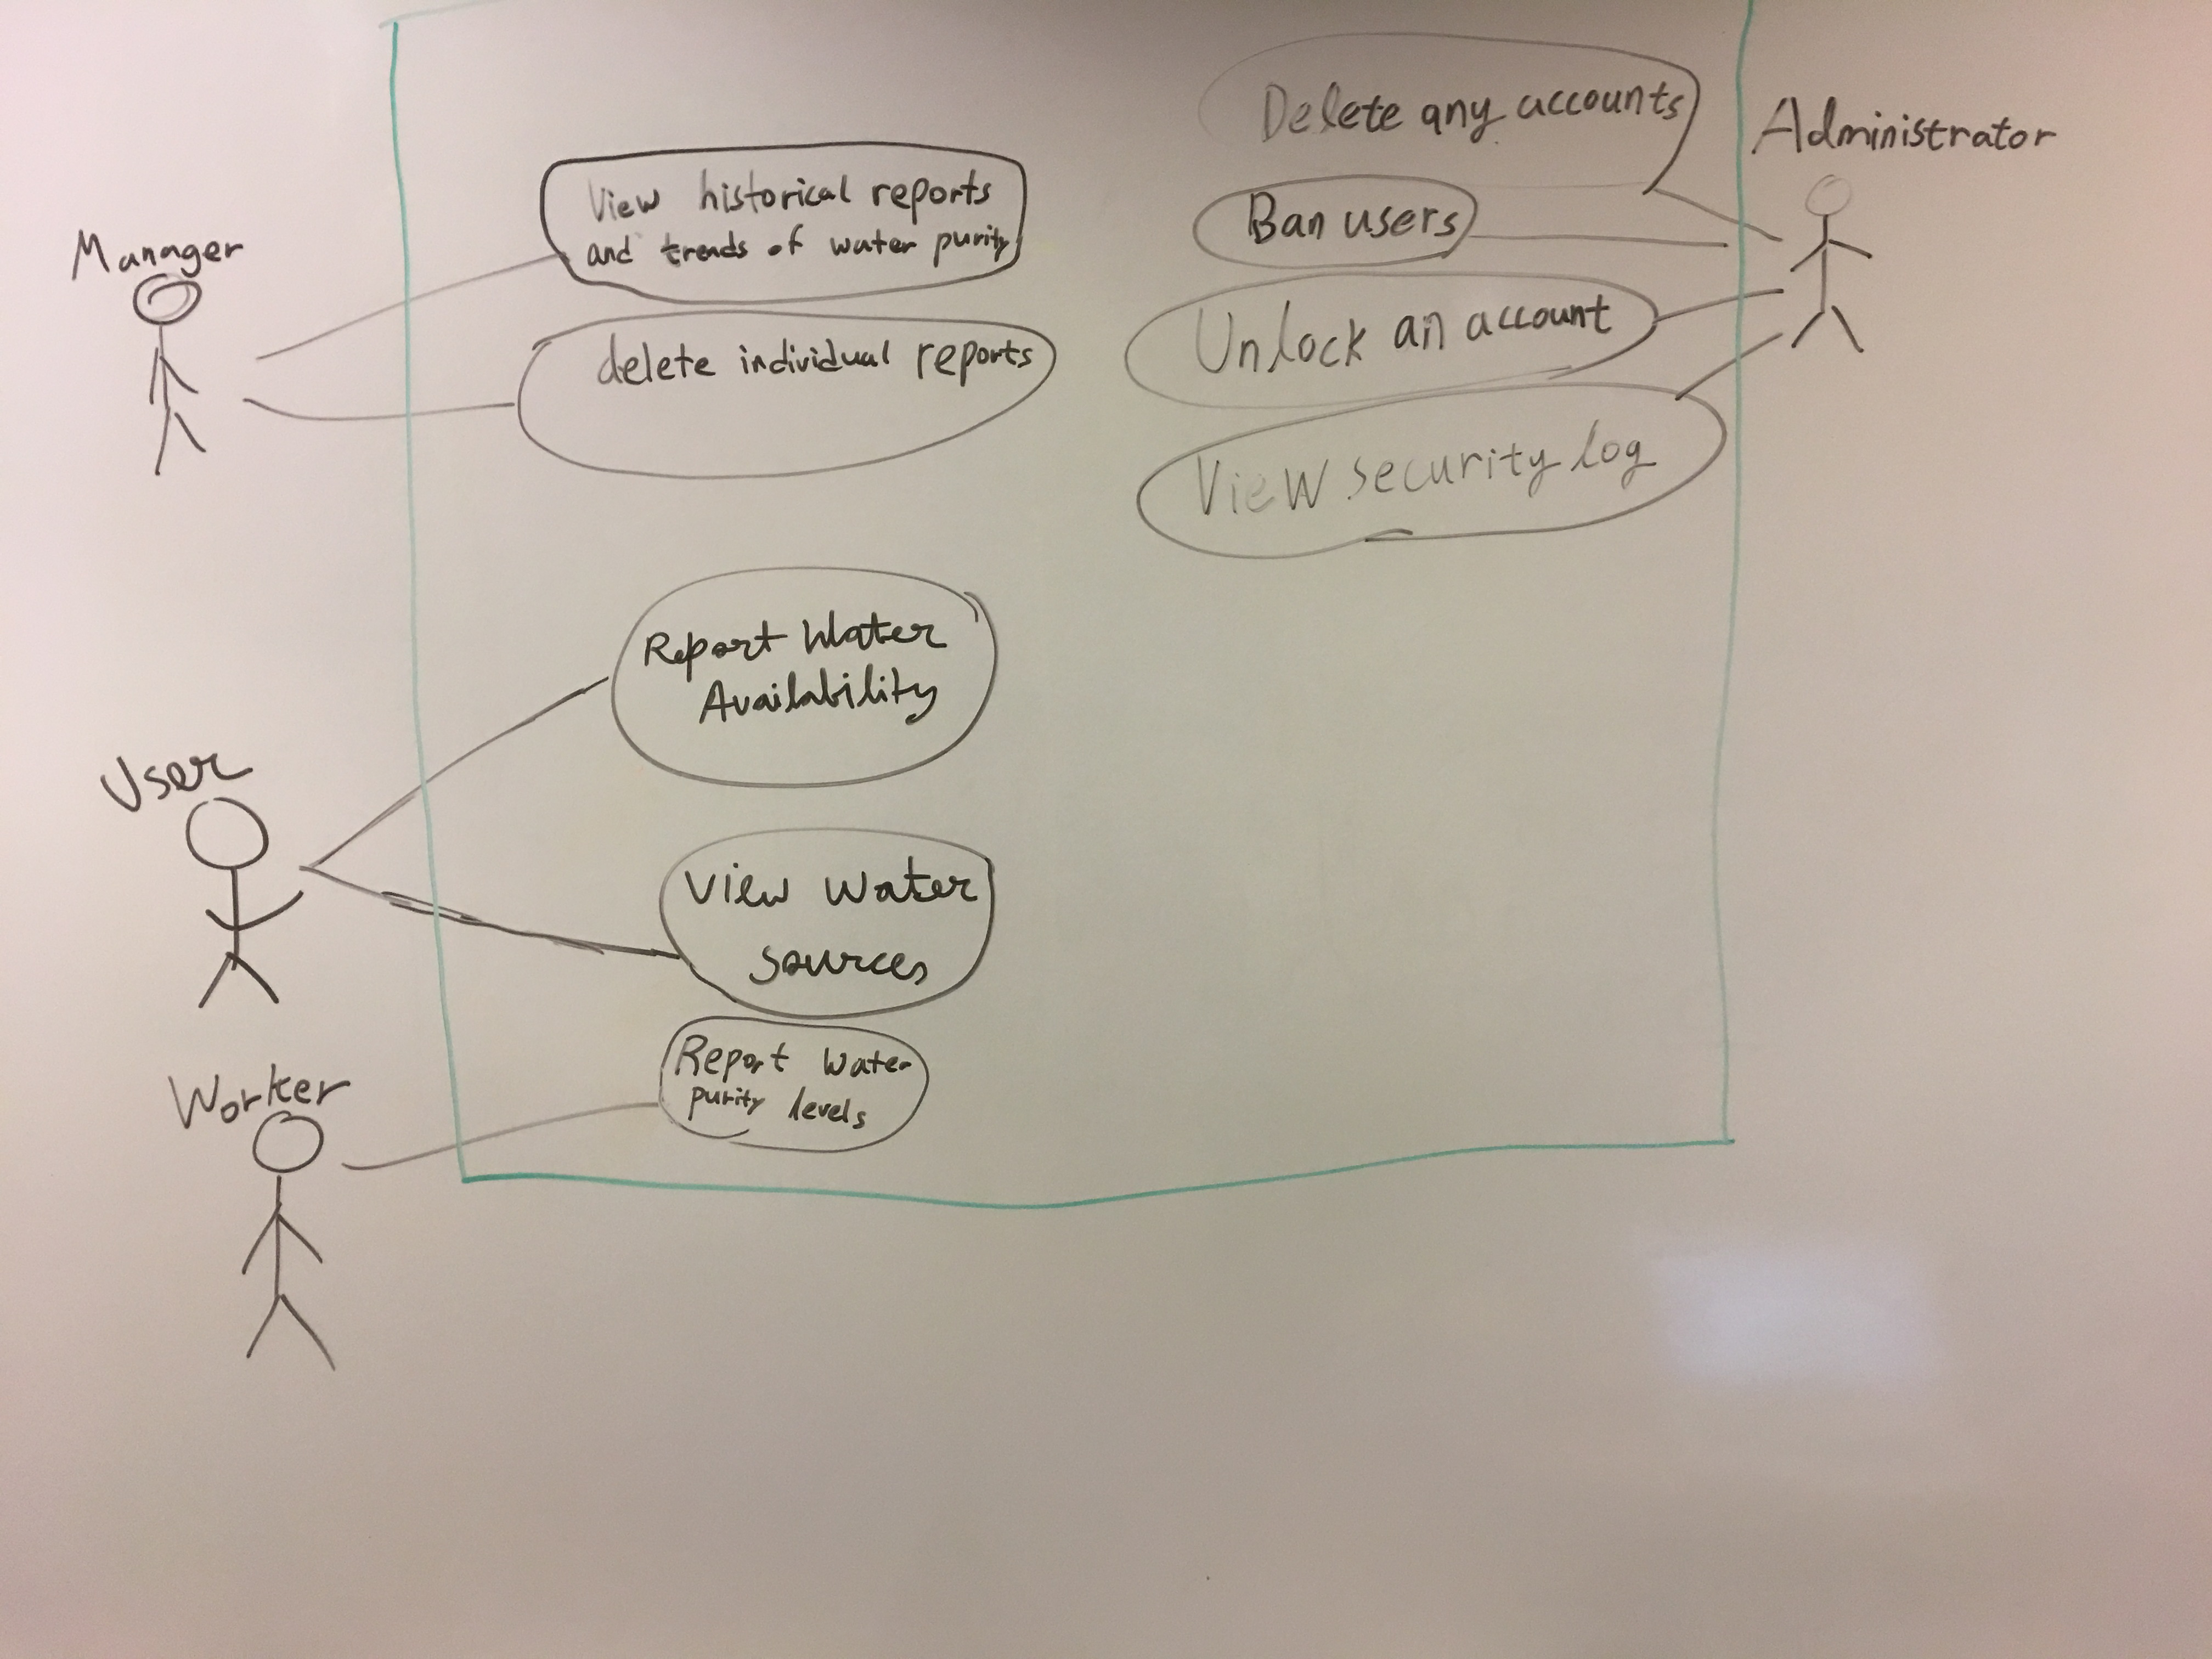 Manager
View historical reports
and trends of water purity
delete individual reports
Delete any accounts
Ban users
Unlock an account
View security log
Administrator
User
Report Water
Availability
View Water
sources
Worker
Report Water
purity levels